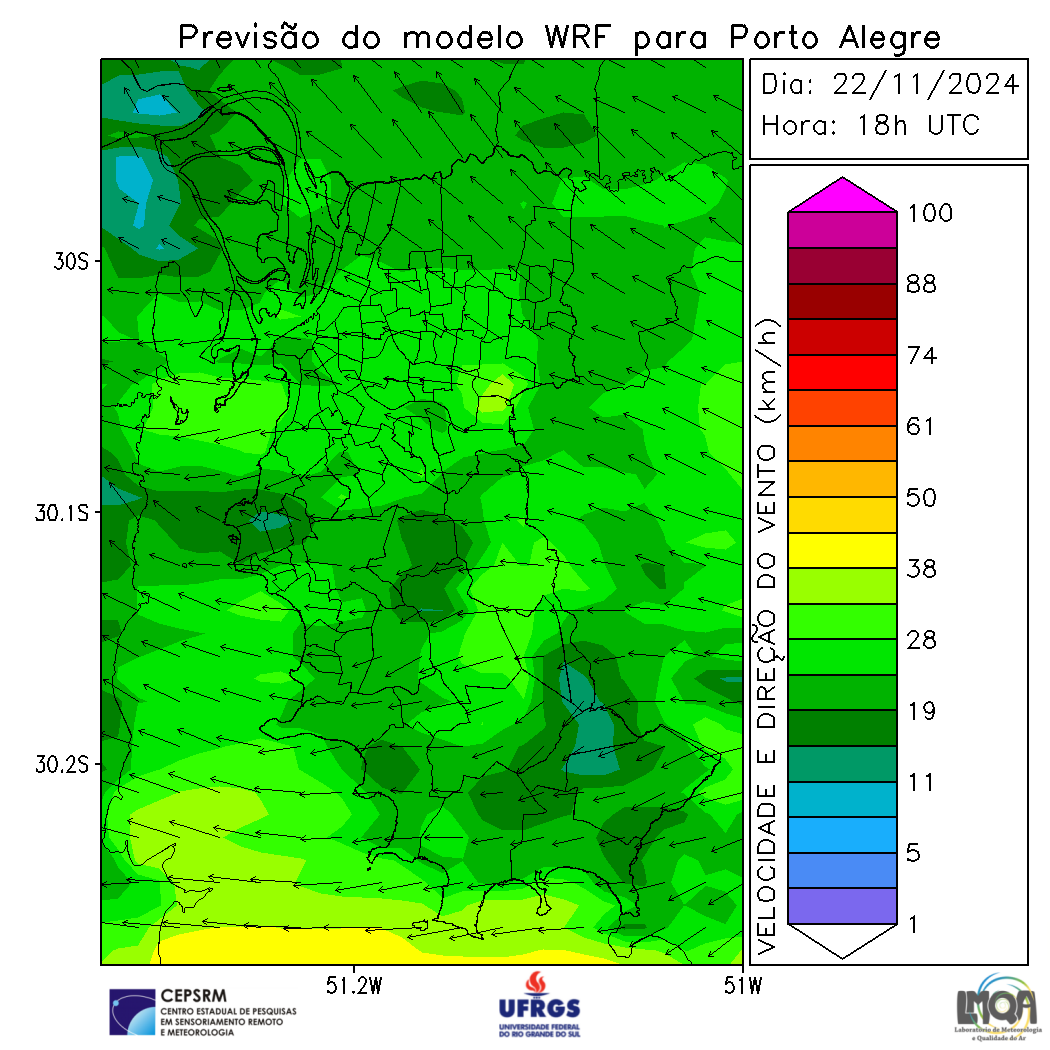 Previsão do modelo WRF para Porto Alegre
Dia: 22/11/2024
Hora: 18h UTC
30S
30.1S
30.2S
51.2W
51W
VELOCIDADE E DIREÇÃO DO VENTO (km/h)
100
88
74
61
50
38
28
19
11
5
1
CEPSRM
CENTRO ESTADUAL DE PESQUISAS
EM SENSORIAMENTO REMOTO
E METEOROLOGIA
UFRGS
UNIVERSIDADE FEDERAL
DO RIO GRANDE DO SUL
LMQA
Laboratório de Meteorologia
e Qualidade do Ar